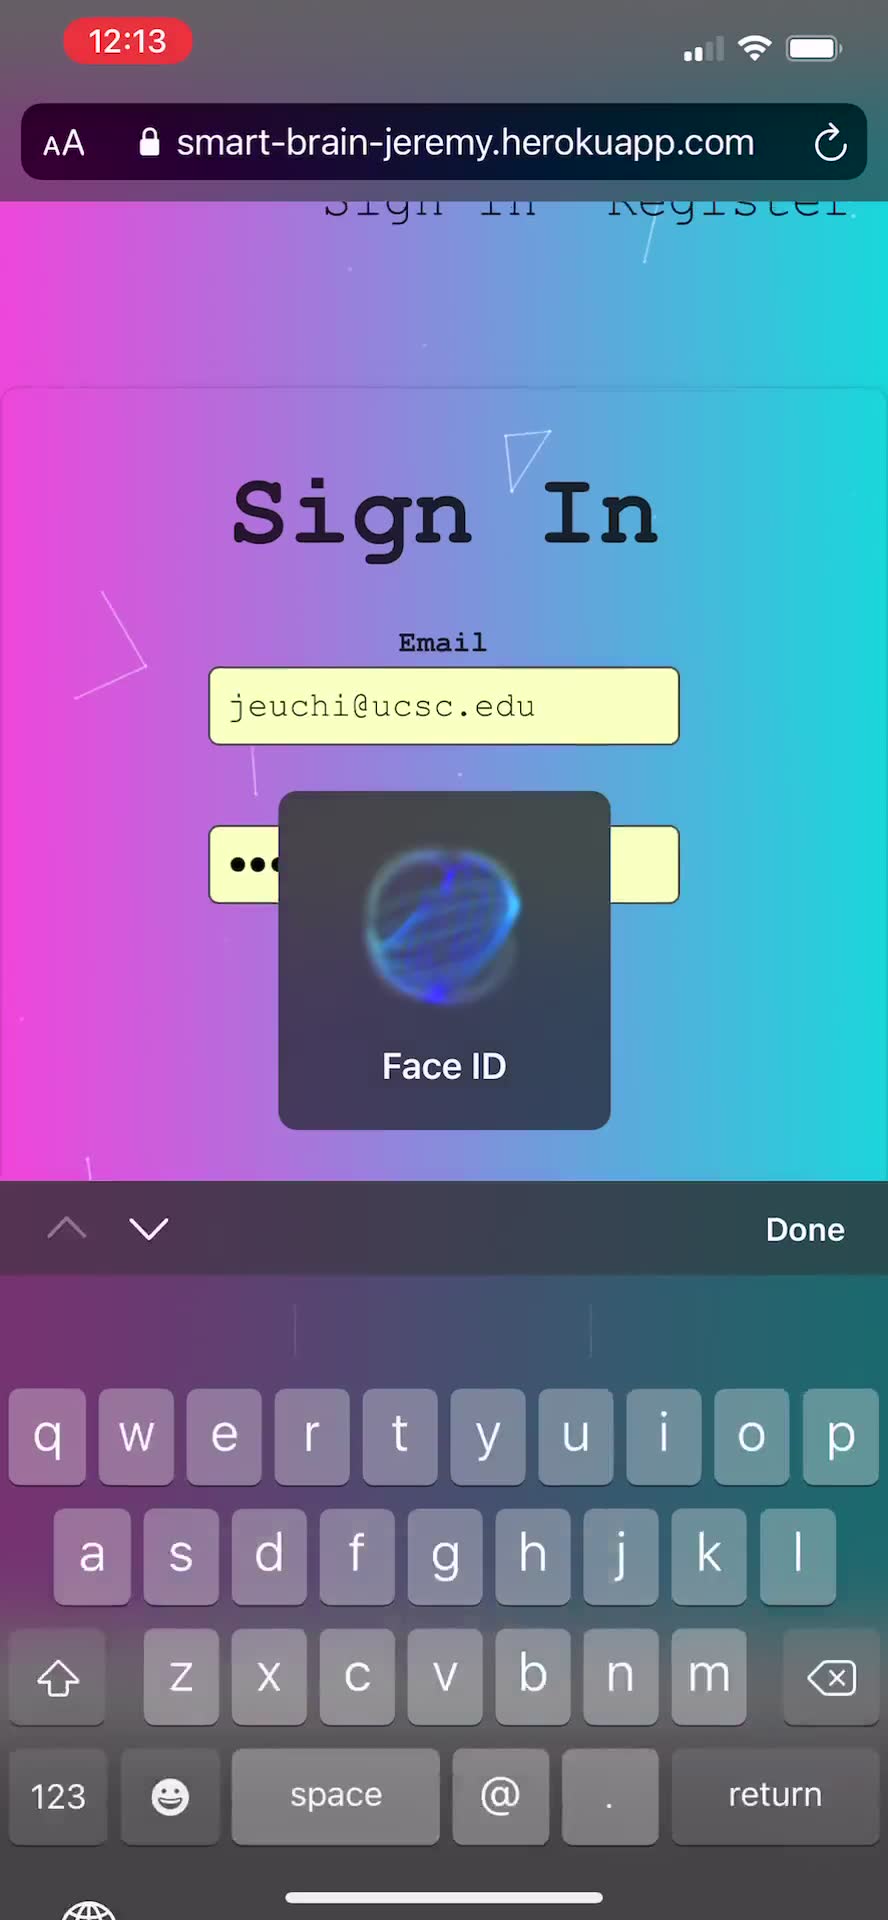 12:13
AA smart-brain-jeremy.herokuapp.com
Sign In Register
Sign In
Email
jeuchi@ucsc.edu
Face ID
Done
q w e r t y u i o p
a s d f g h j k l
z x c v b n m
123 space @ . return